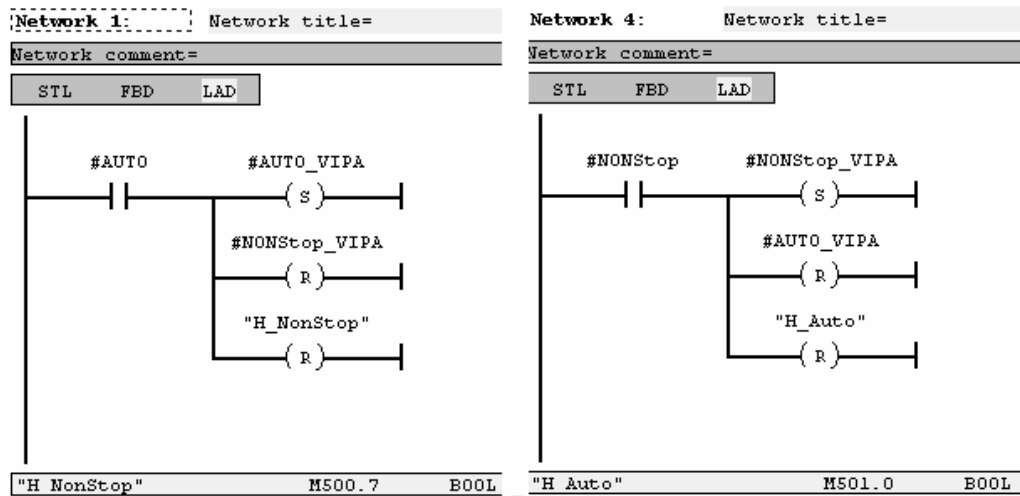 Network 1: Network title=
Network comment=
STL FBD LAD
#AUTO #AUTO_VIPA
( S )
#NONStop_VIPA
( R )
"H_NonStop"
( R )
"H NonStop" M500.7 BOOL
Network 4: Network title=
Network comment=
STL FBD LAD
#NONStop #NONStop_VIPA
( S )
#AUTO_VIPA
( R )
"H_Auto"
( R )
"H Auto" M501.0 BOOL